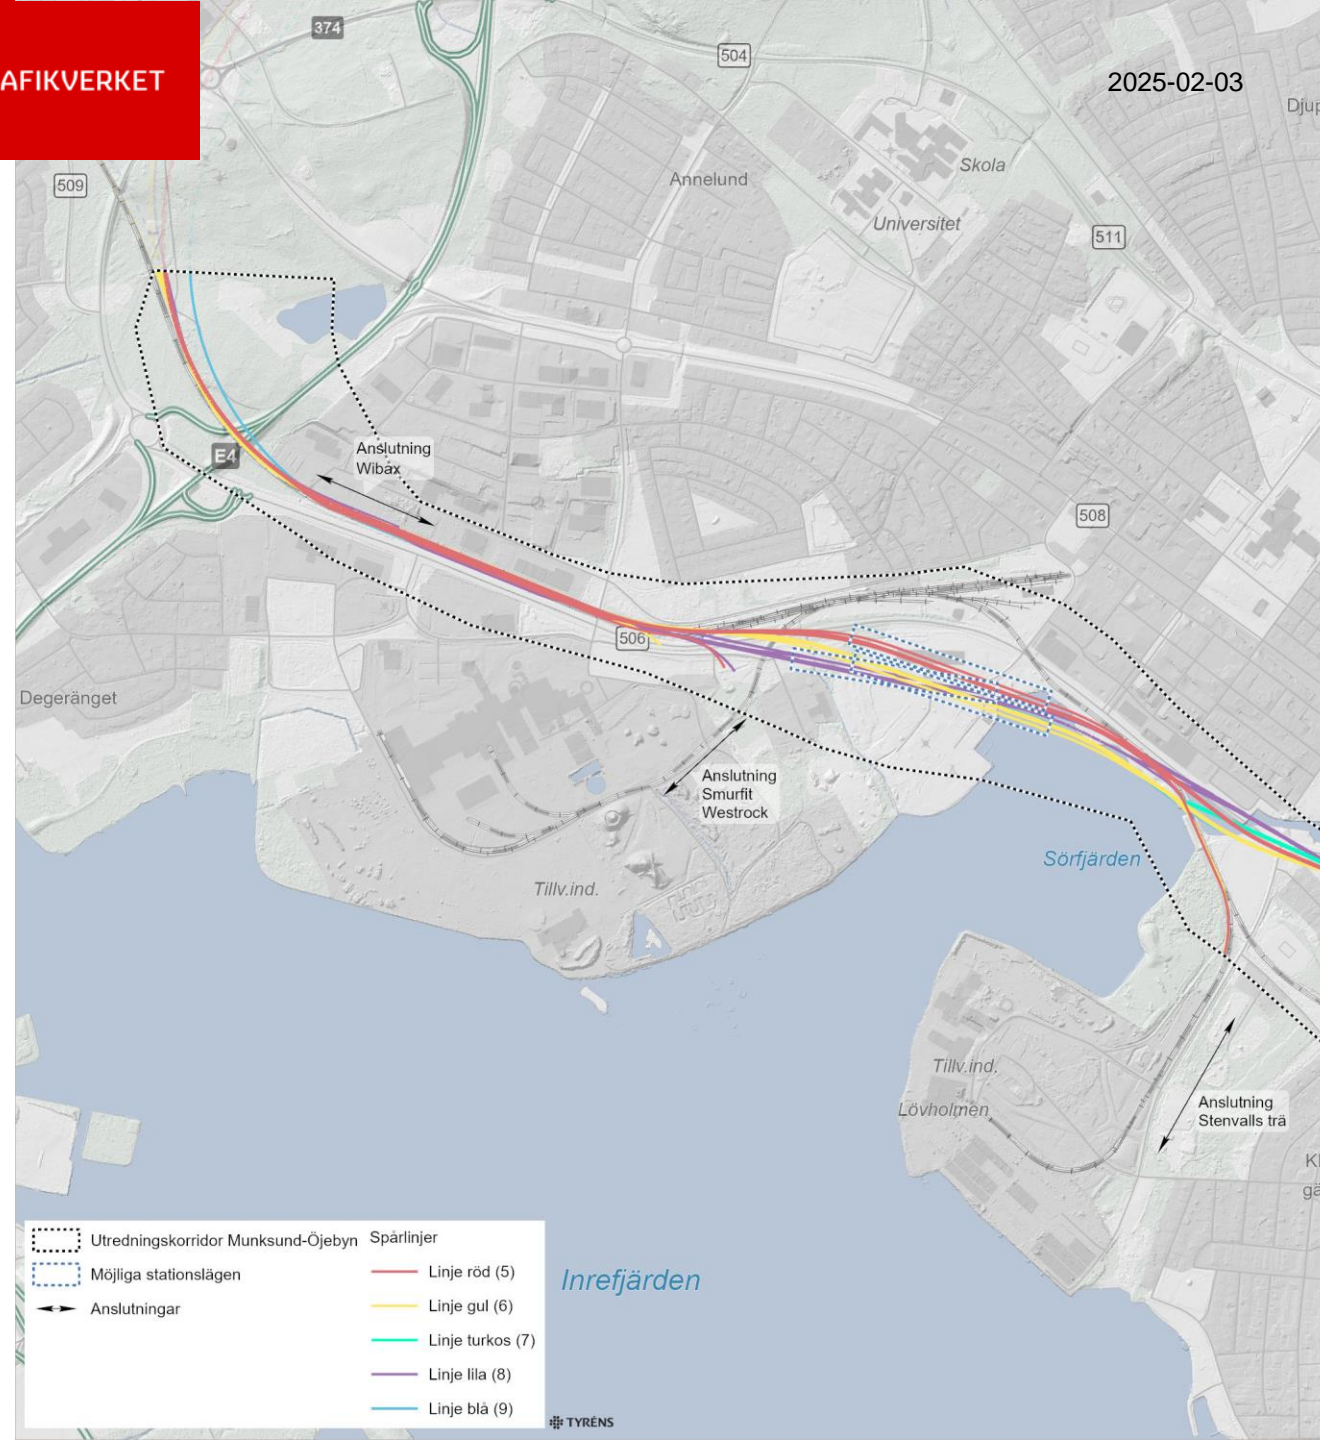 AFIKVERKET
2025-02-03
374
504
Djup
509
Skola
Annelund
Universitet
511
E4
Anslutning
Wibax
508
506
Degeränget
Anslutning
Smurfit
Westrock
Sörfjärden
Tillv.ind.
Tillv.ind.
Lövholmen
Anslutning
Stenvalls trä
gä
Utredningskorridor Munksund-Öjebyn
Möjliga stationslägen
Anslutningar
Spårlinjer
Linje röd (5)
Linje gul (6)
Linje turkos (7)
Linje lila (8)
Linje blå (9)
Inrefjärden
TYRÉNS